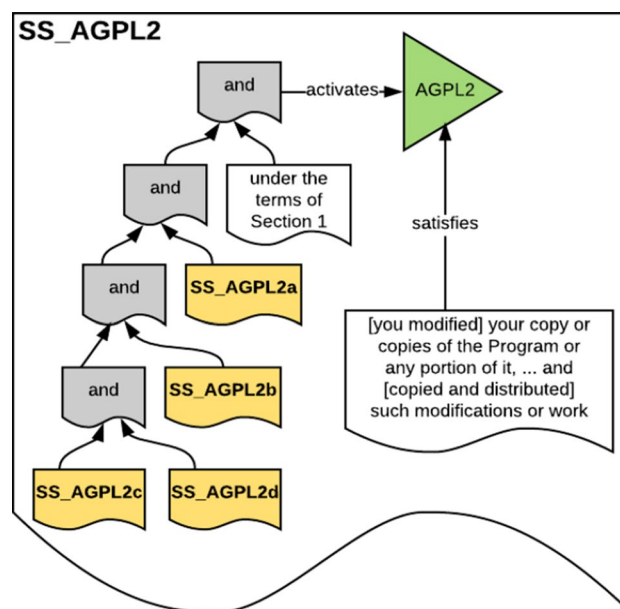 SS_AGPL2
and
activates
AGPL2
and
under the
terms of
Section 1
satisfies
and
SS_AGPL2a
[you modified] your copy or
copies of the Program or
any portion of it, ... and
[copied and distributed]
such modifications or work
and
SS_AGPL2b
SS_AGPL2c
SS_AGPL2d